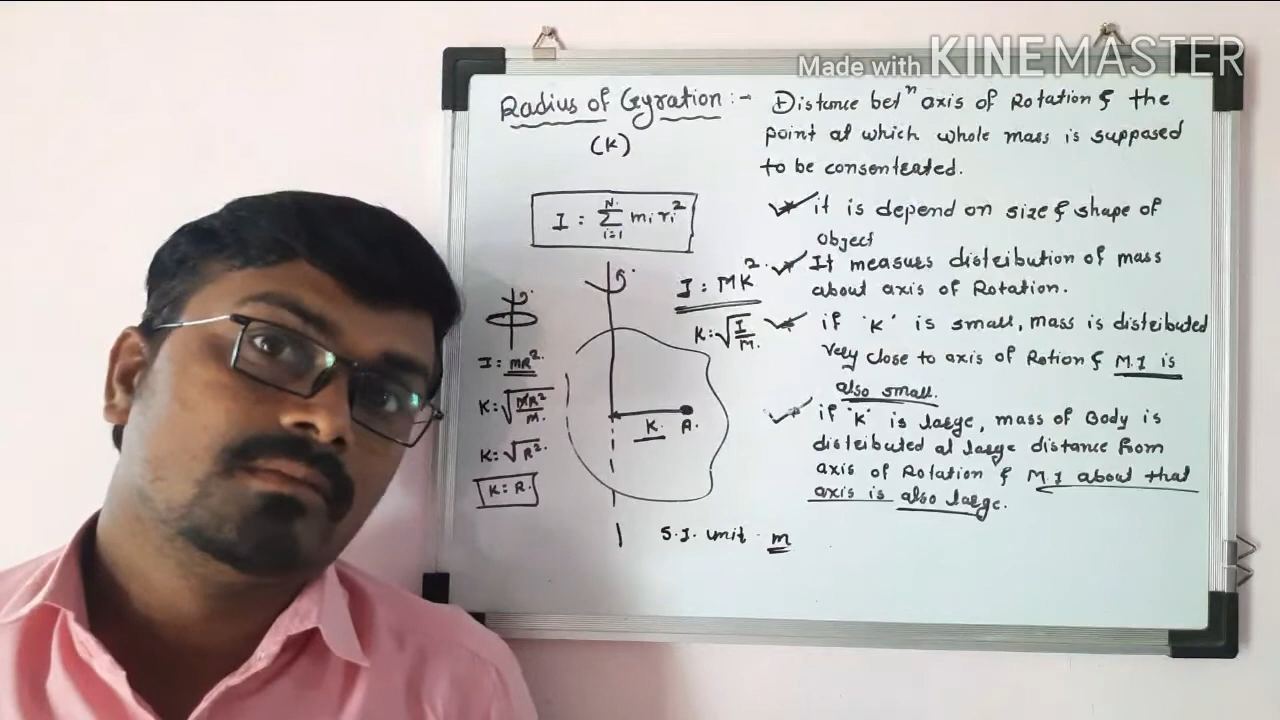 Made with KINEMASTER
Radius of Gyration :-
(K)
Distance betⁿ axis of Rotation & the
point at which whole mass is supposed
to be consenterated.
I = N Σ i=1 mi ri²
it is depend on size & shape of
object
It measues distribution of mass
about axis of Rotation.
if 'K' is small, mass is distributed
very close to axis of Rotion & M.I is
also small.
if 'K' is large, mass of Body is
distributed at large distance from
axis of Rotation & M.I about that
axis is also large.
I = MK²
K = √I/M.
I = MR².
K = √MR²/M.
K = √R².
K = R.
K. A.
S.I. unit . m